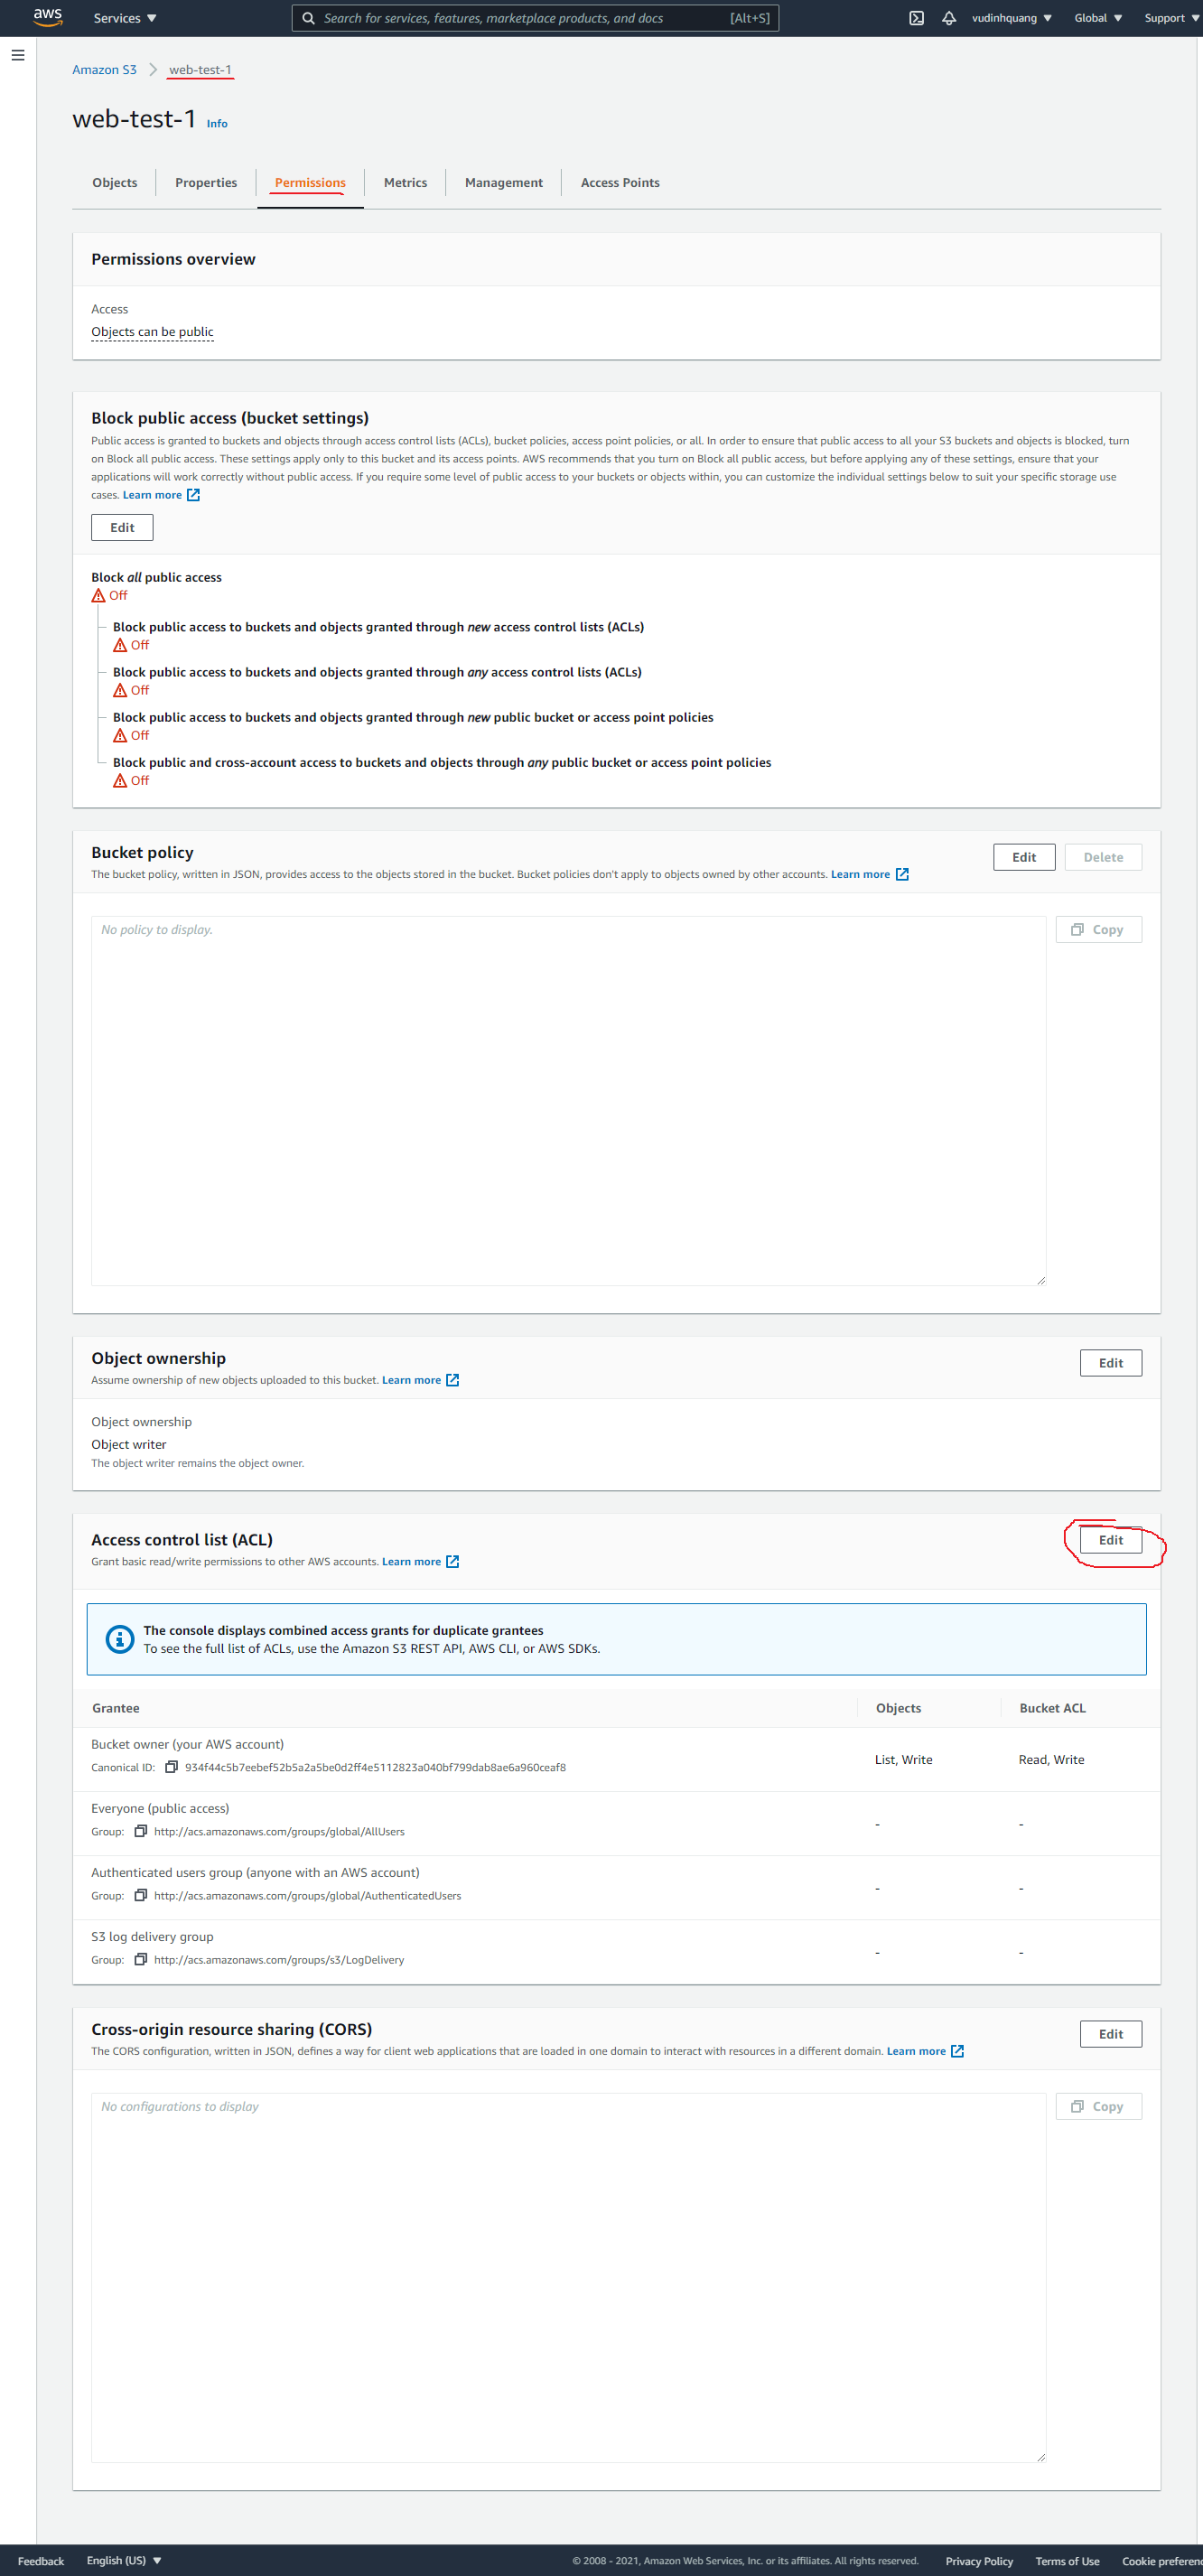 aws Services Search for services, features, marketplace products, and docs [Alt+S] vudinhquang Global Support
Amazon S3 web-test-1
web-test-1 Info
Objects Properties Permissions Metrics Management Access Points
Permissions overview
Access
Objects can be public
Block public access (bucket settings)
Public access is granted to buckets and objects through access control lists (ACLs), bucket policies, access point policies, or all. In order to ensure that public access to all your S3 buckets and objects is blocked, turn
on Block all public access. These settings apply only to this bucket and its access points. AWS recommends that you turn on Block all public access, but before applying any of these settings, ensure that your
applications will work correctly without public access. If you require some level of public access to your buckets or objects within, you can customize the individual settings below to suit your specific storage use
cases. Learn more
Edit
Block all public access
Off
Block public access to buckets and objects granted through new access control lists (ACLs)
Off
Block public access to buckets and objects granted through any access control lists (ACLs)
Off
Block public access to buckets and objects granted through new public bucket or access point policies
Off
Block public and cross-account access to buckets and objects through any public bucket or access point policies
Off
Bucket policy Edit Delete
The bucket policy, written in JSON, provides access to the objects stored in the bucket. Bucket policies don't apply to objects owned by other accounts. Learn more
No policy to display. Copy
Object ownership Edit
Assume ownership of new objects uploaded to this bucket. Learn more
Object ownership
Object writer
The object writer remains the object owner.
Access control list (ACL) Edit
Grant basic read/write permissions to other AWS accounts. Learn more
The console displays combined access grants for duplicate grantees
To see the full list of ACLs, use the Amazon S3 REST API, AWS CLI, or AWS SDKs.
Grantee Objects Bucket ACL
Bucket owner (your AWS account)
Canonical ID: 934f44c5b7eebef52b5a2a5be0d2ff4e5112823a040bf799dab8ae6a960ceaf8 List, Write Read, Write
Everyone (public access)
Group: http://acs.amazonaws.com/groups/global/AllUsers - -
Authenticated users group (anyone with an AWS account)
Group: http://acs.amazonaws.com/groups/global/AuthenticatedUsers - -
S3 log delivery group
Group: http://acs.amazonaws.com/groups/s3/LogDelivery - -
Cross-origin resource sharing (CORS) Edit
The CORS configuration, written in JSON, defines a way for client web applications that are loaded in one domain to interact with resources in a different domain. Learn more
No configurations to display Copy
Feedback English (US) © 2008 - 2021, Amazon Web Services, Inc. or its affiliates. All rights reserved. Privacy Policy Terms of Use Cookie preferen